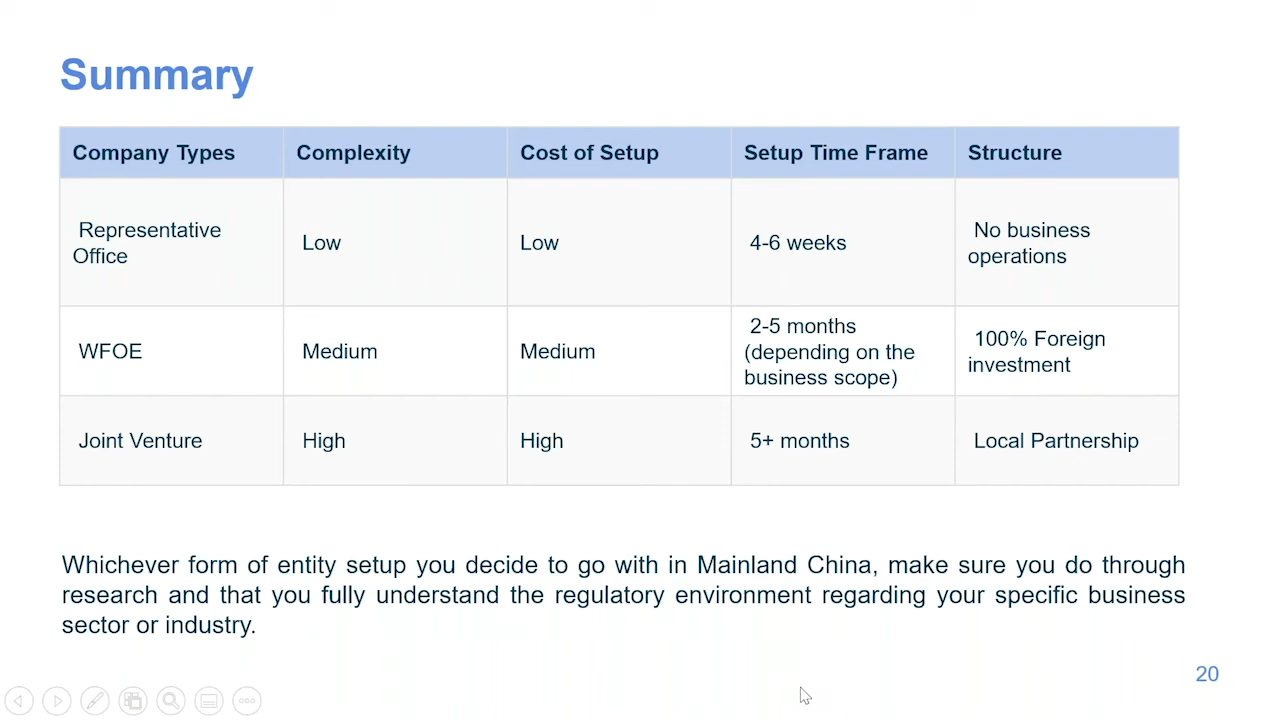 Summary
Company Types
Complexity
Cost of Setup
Setup Time Frame
Structure
Representative
Office
Low
Low
4-6 weeks
No business
operations
WFOE
Medium
Medium
2-5 months
(depending on the
business scope)
100% Foreign
investment
Joint Venture
High
High
5+ months
Local Partnership
Whichever form of entity setup you decide to go with in Mainland China, make sure you do through
research and that you fully understand the regulatory environment regarding your specific business
sector or industry.
20